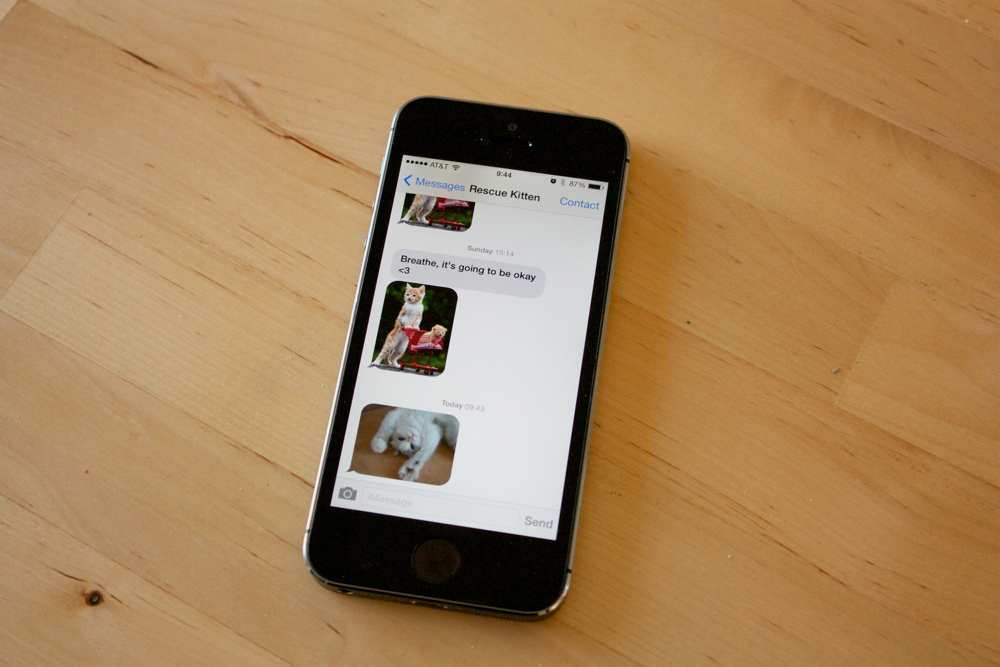 AT&T 9:44 87%
Messages Rescue Kitten Contact
Sunday 15:14
Breathe, it's going to be okay
<3
Today 09:43
iMessage Send